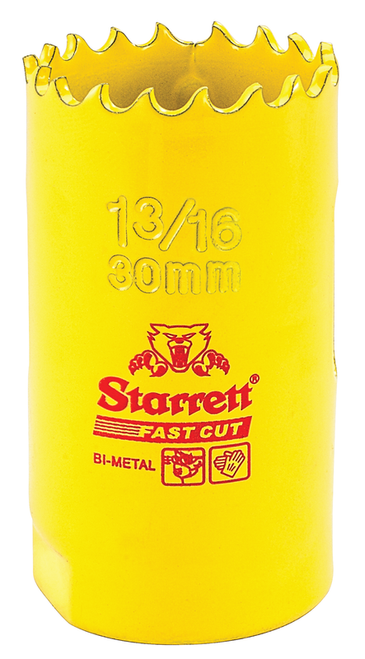 13/16
30mm
Starrett®
FAST CUT
BI-METAL